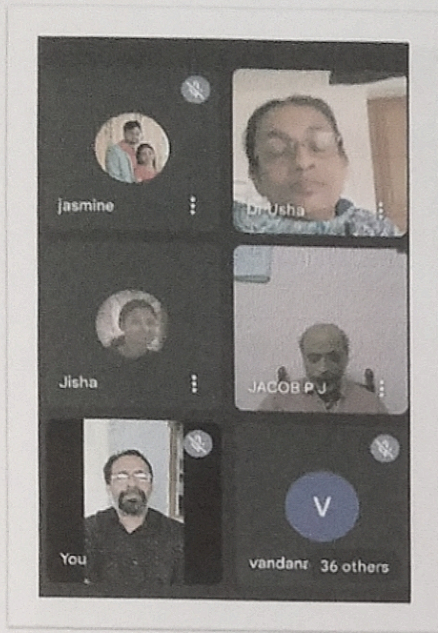 jasmine
Dr Usha
Jisha
JACOB P J
You
V
vandana 36 others